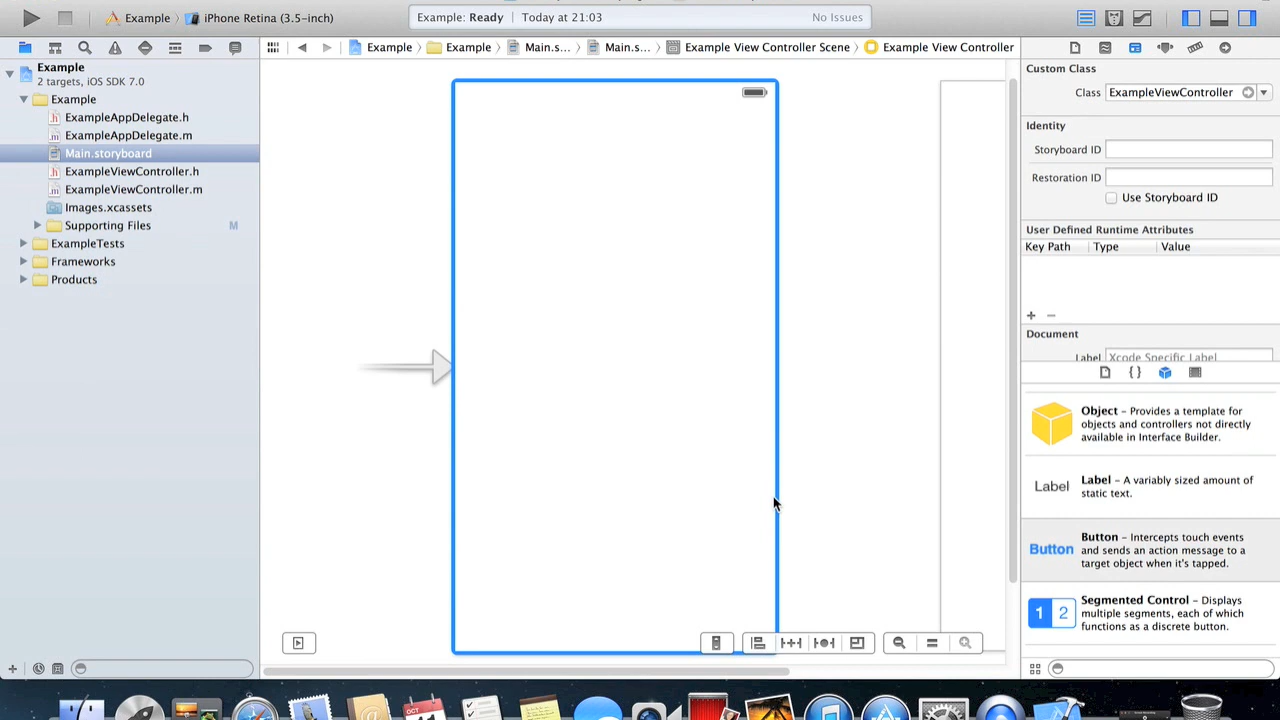 Example
iPhone Retina (3.5-inch)
Example: Ready
Today at 21:03
No Issues
Example
Example
Main.s...
Main.s...
Example View Controller Scene
Example View Controller
Example
2 targets, iOS SDK 7.0
Example
h ExampleAppDelegate.h
m ExampleAppDelegate.m
Main.storyboard
h ExampleViewController.h
m ExampleViewController.m
Images.xcassets
Supporting Files M
ExampleTests
Frameworks
Products
Custom Class
Class ExampleViewController
Identity
Storyboard ID
Restoration ID
Use Storyboard ID
User Defined Runtime Attributes
Key Path Type Value
Document
Label Xcode Specific Label
Object – Provides a template for
objects and controllers not directly
available in Interface Builder.
Label
Label – A variably sized amount of
static text.
Button
Button – Intercepts touch events
and sends an action message to a
target object when it's tapped.
1 2
Segmented Control – Displays
multiple segments, each of which
functions as a discrete button.